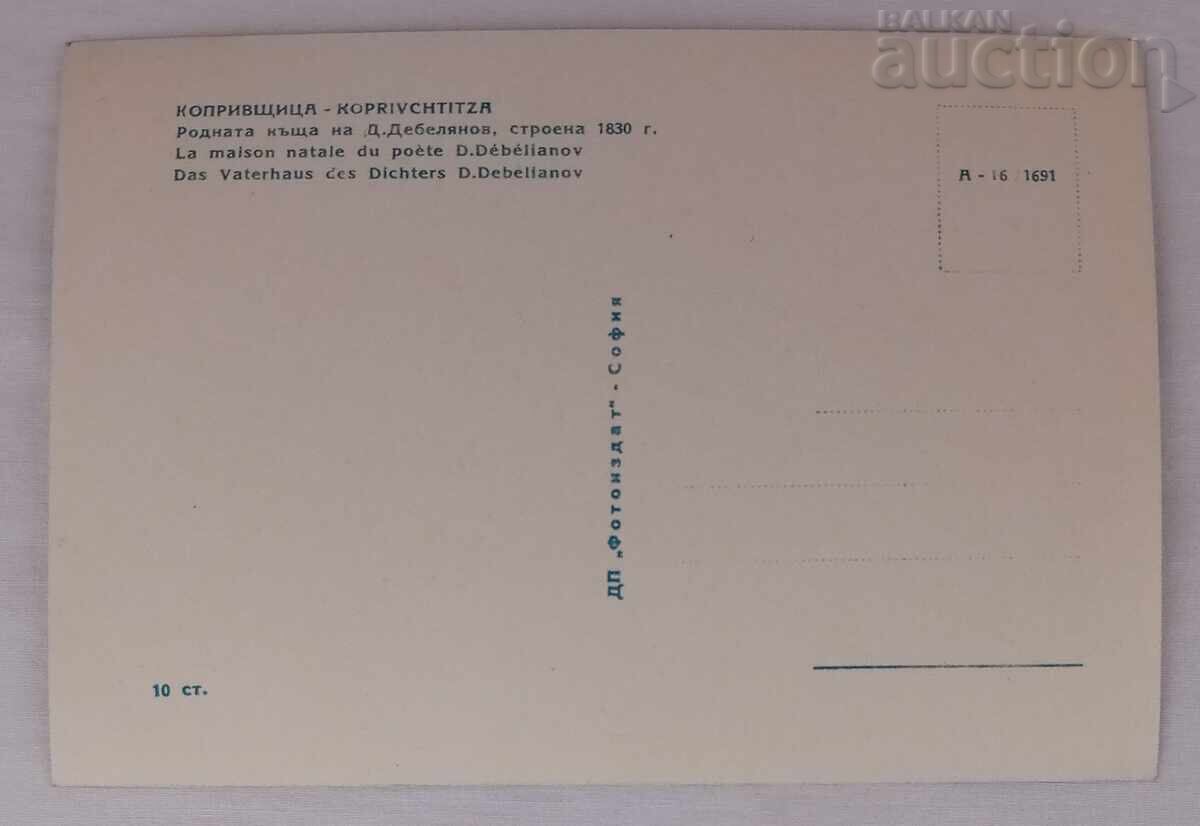 BALKAN
auction
КОПРИВЩИЦА - KOPRIVCHTITZA
Родната къща на Д.Дебелянов, строена 1830 г.
La maison natale du poète D.Débélianov
Das Vaterhaus des Dichters D.Debelianov
А - 16 / 1691
ДП „Фотоиздат" - София
10 ст.